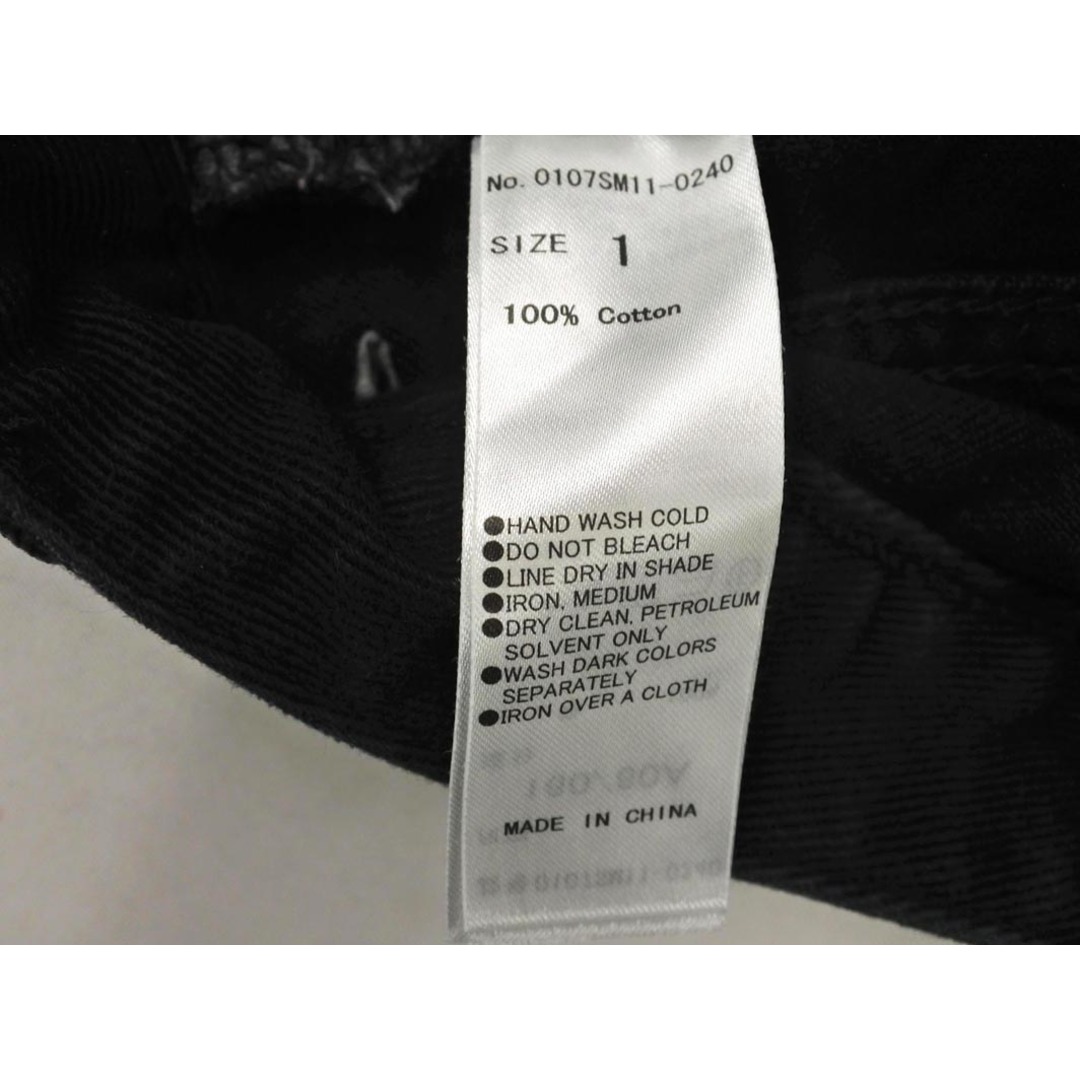 No. 0107SM11-0240
SIZE 1
100% Cotton
●HAND WASH COLD
●DO NOT BLEACH
●LINE DRY IN SHADE
●IRON, MEDIUM
●DRY CLEAN, PETROLEUM
SOLVENT ONLY
●WASH DARK COLORS
SEPARATELY
●IRON OVER A CLOTH
MADE IN CHINA